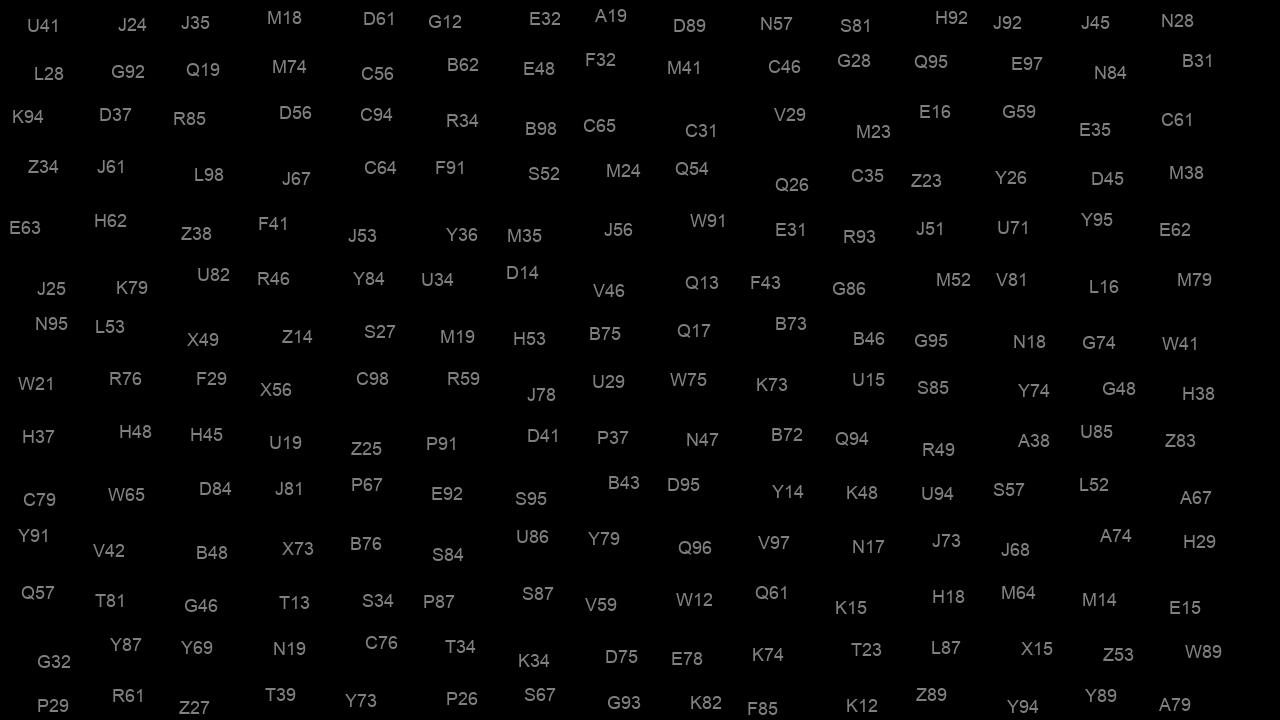 U41 J24 J35 M18 D61 G12 E32 A19 D89 N57 S81 H92 J92 J45 N28
L28 G92 Q19 M74 C56 B62 E48 F32 M41 C46 G28 Q95 E97 N84 B31
K94 D37 R85 D56 C94 R34 B98 C65 C31 V29 M23 E16 G59 E35 C61
Z34 J61 L98 J67 C64 F91 S52 M24 Q54 Q26 C35 Z23 Y26 D45 M38
E63 H62 Z38 F41 J53 Y36 M35 J56 W91 E31 R93 J51 U71 Y95 E62
J25 K79 U82 R46 Y84 U34 D14 V46 Q13 F43 G86 M52 V81 L16 M79
N95 L53 X49 Z14 S27 M19 H53 B75 Q17 B73 B46 G95 N18 G74 W41
W21 R76 F29 X56 C98 R59 J78 U29 W75 K73 U15 S85 Y74 G48 H38
H37 H48 H45 U19 Z25 P91 D41 P37 N47 B72 Q94 R49 A38 U85 Z83
C79 W65 D84 J81 P67 E92 S95 B43 D95 Y14 K48 U94 S57 L52 A67
Y91 V42 B48 X73 B76 S84 U86 Y79 Q96 V97 N17 J73 J68 A74 H29
Q57 T81 G46 T13 S34 P87 S87 V59 W12 Q61 K15 H18 M64 M14 E15
G32 Y87 Y69 N19 C76 T34 K34 D75 E78 K74 T23 L87 X15 Z53 W89
P29 R61 Z27 T39 Y73 P26 S67 G93 K82 F85 K12 Z89 Y94 Y89 A79